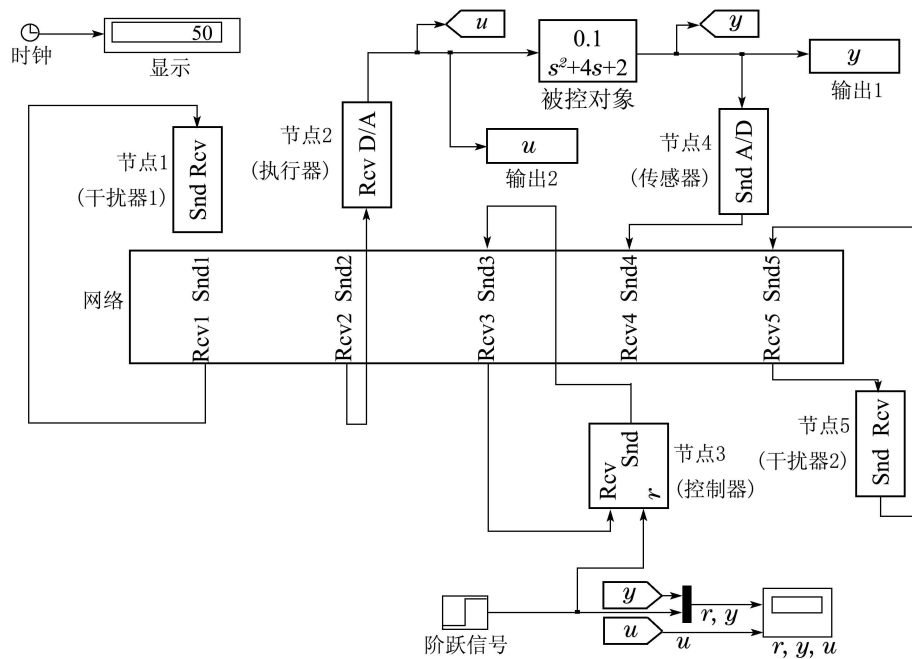 时钟
50
显示
u
0.1
s²+4s+2
被控对象
y
y
输出1
u
输出2
节点1
(干扰器1)
Snd Rcv
节点2
(执行器)
Rcv D/A
节点4
(传感器)
Snd A/D
网络
Snd1
Snd2
Snd3
Snd4
Snd5
Rcv1
Rcv2
Rcv3
Rcv4
Rcv5
Rcv
Snd
r
节点3
(控制器)
节点5
(干扰器2)
Snd Rcv
阶跃信号
y
u
r, y
u
r, y, u